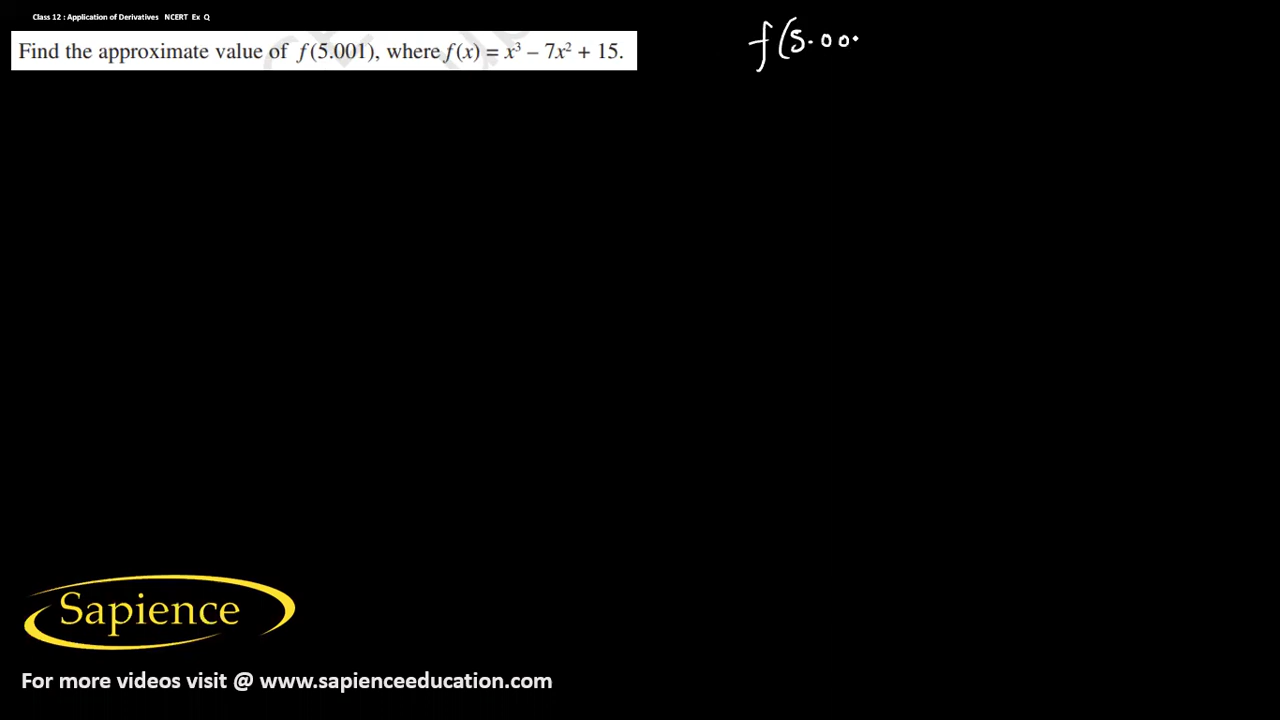 Class 12 : Application of Derivatives NCERT Ex Q
Find the approximate value of f (5.001), where f (x) = x³ – 7x² + 15.
f(5.00
Sapience
For more videos visit @ www.sapienceeducation.com